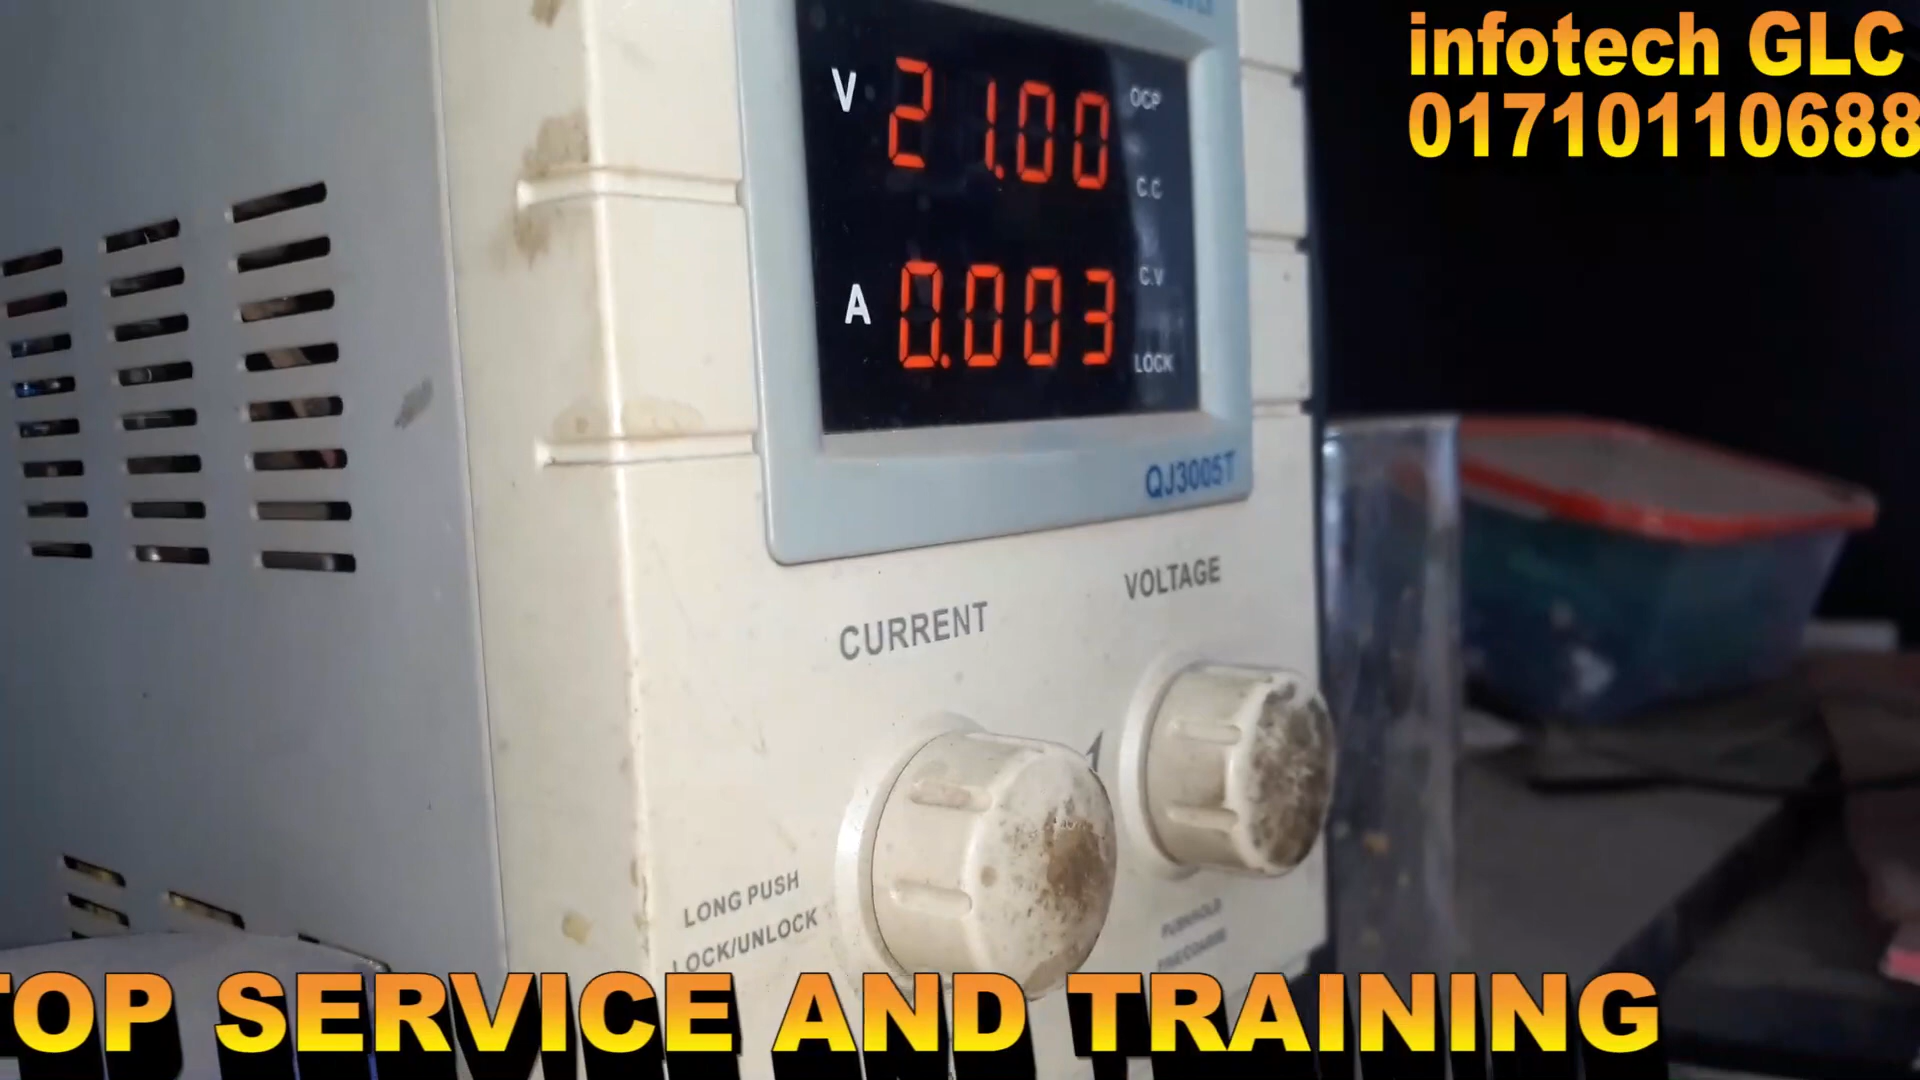 infotech GLC
01710110688
V 21.00
OCP
C.C
C.V
A 0.003
LOCK
QJ3005T
VOLTAGE
CURRENT
LONG PUSH
LOCK/UNLOCK
TOP SERVICE AND TRAINING